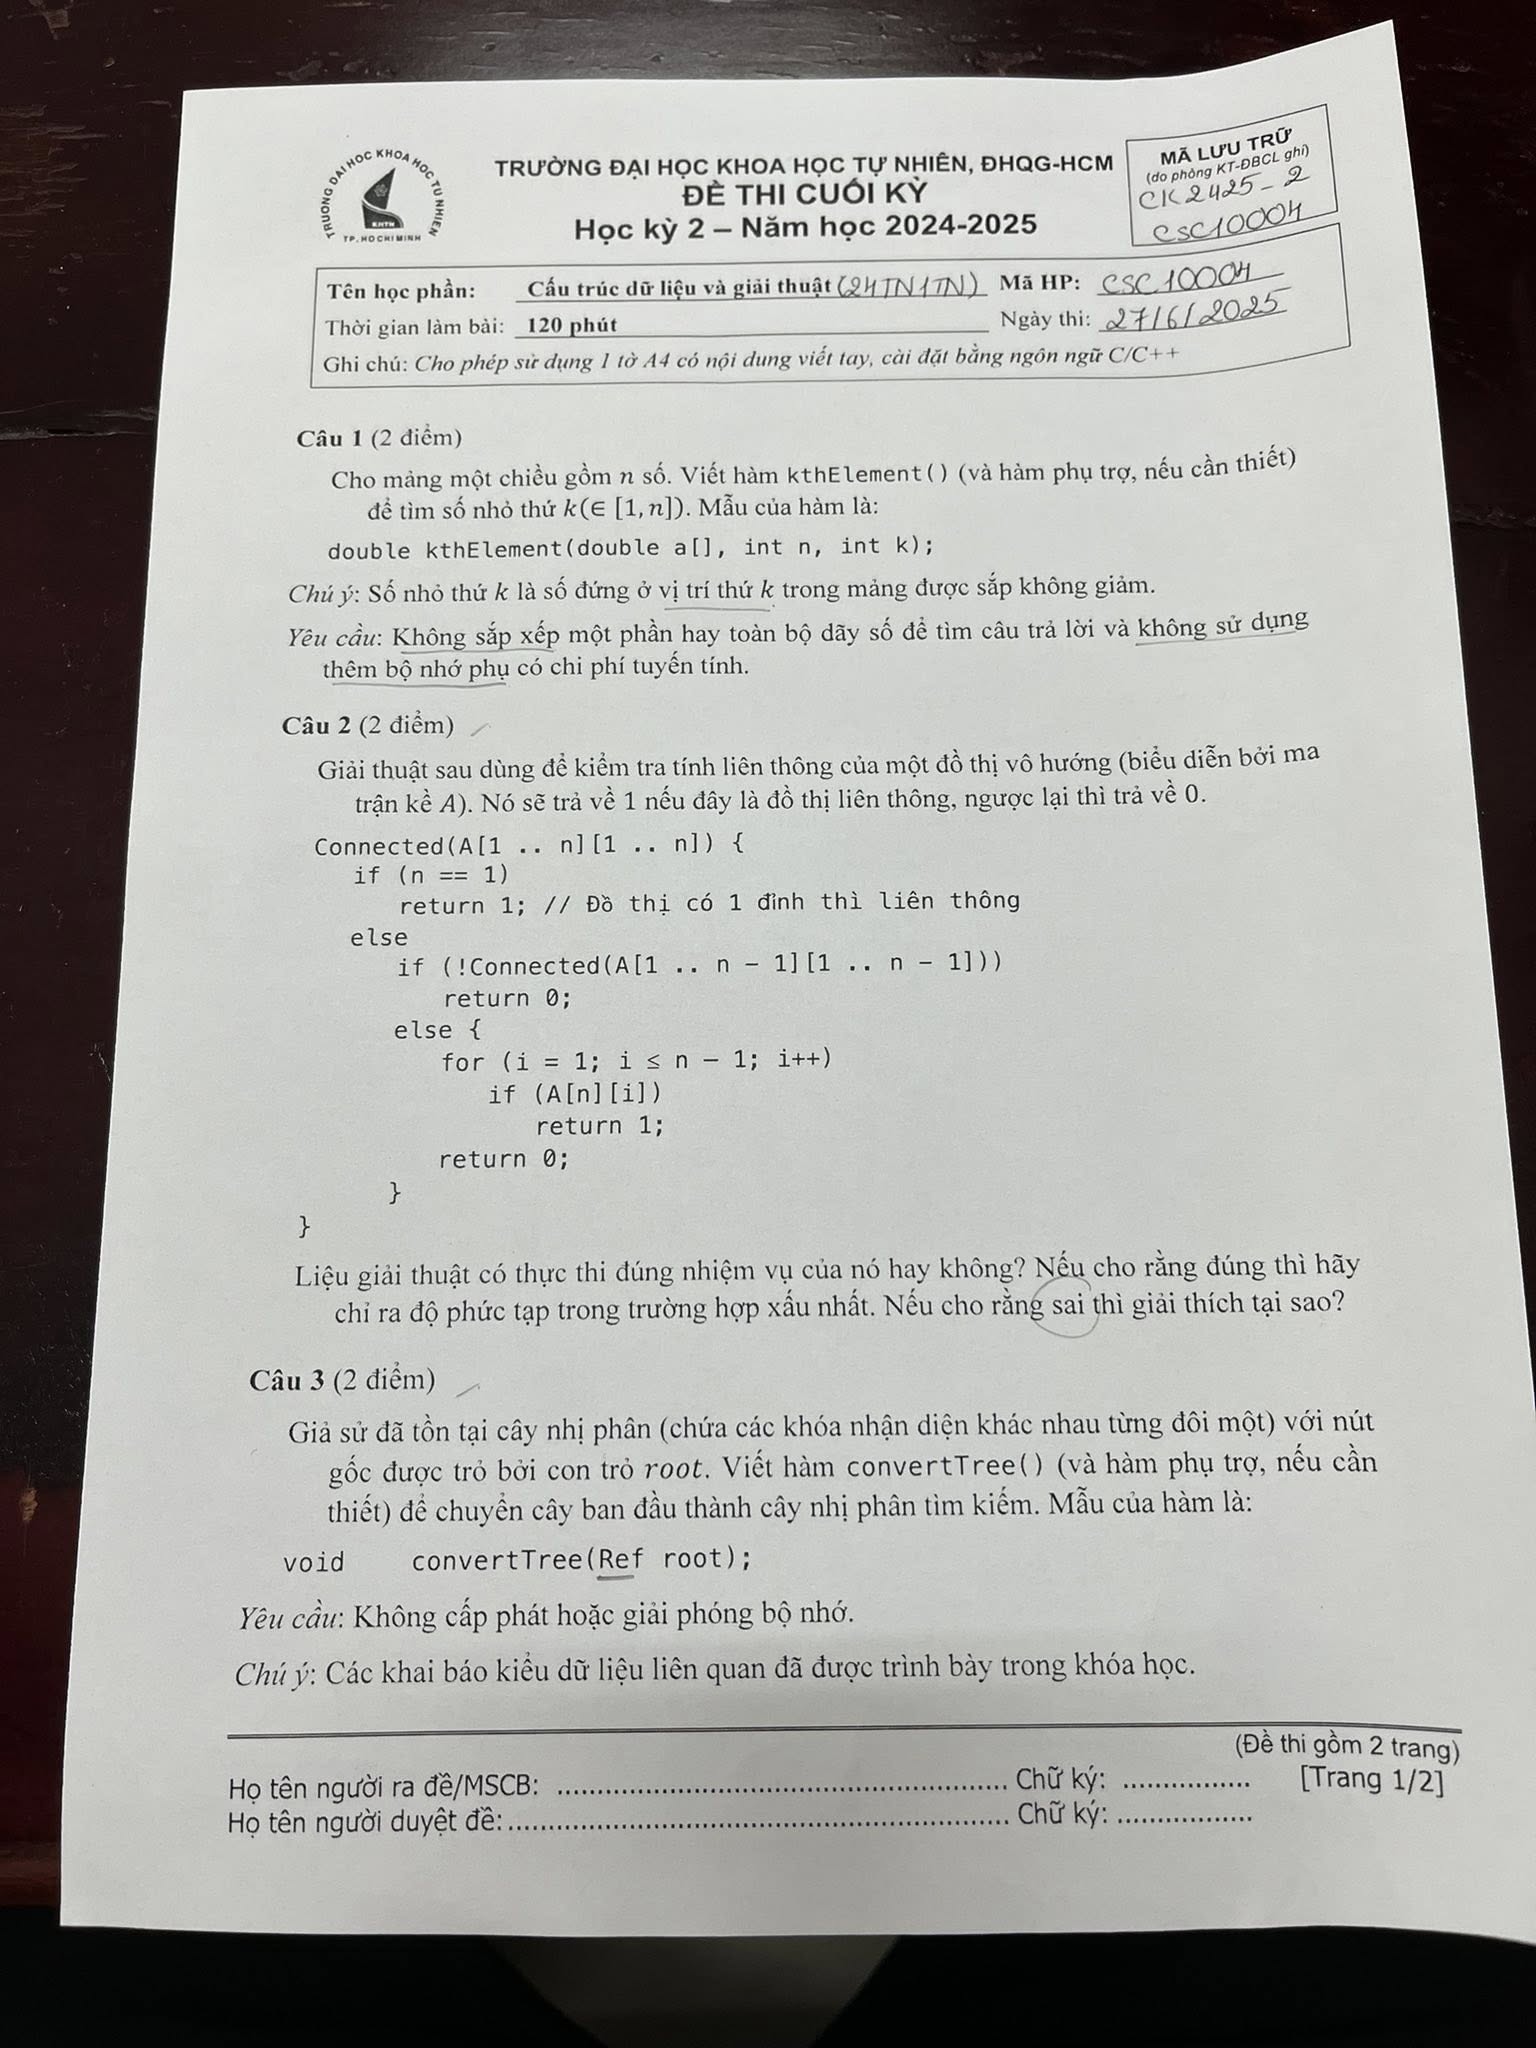 TRƯỜNG ĐẠI HỌC KHOA HỌC TỰ NHIÊN
KHTN
TP. HO CHI MINH
TRƯỜNG ĐẠI HỌC KHOA HỌC TỰ NHIÊN, ĐHQG-HCM
ĐỀ THI CUỐI KỲ
Học kỳ 2 – Năm học 2024-2025
MÃ LƯU TRỮ
(do phòng KT-ĐBCL ghi)
CK2425-2
CSC10004
Tên học phần: Cấu trúc dữ liệu và giải thuật (24TN1TN) Mã HP: CSC10004
Thời gian làm bài: 120 phút Ngày thi: 27/6/2025
Ghi chú: Cho phép sử dụng 1 tờ A4 có nội dung viết tay, cài đặt bằng ngôn ngữ C/C++
Câu 1 (2 điểm)
Cho mảng một chiều gồm n số. Viết hàm kthElement() (và hàm phụ trợ, nếu cần thiết)
để tìm số nhỏ thứ k(∈ [1, n]). Mẫu của hàm là:
double kthElement(double a[], int n, int k);
Chú ý: Số nhỏ thứ k là số đứng ở vị trí thứ k trong mảng được sắp không giảm.
Yêu cầu: Không sắp xếp một phần hay toàn bộ dãy số để tìm câu trả lời và không sử dụng
thêm bộ nhớ phụ có chi phí tuyến tính.
Câu 2 (2 điểm)
Giải thuật sau dùng để kiểm tra tính liên thông của một đồ thị vô hướng (biểu diễn bởi ma
trận kề A). Nó sẽ trả về 1 nếu đây là đồ thị liên thông, ngược lại thì trả về 0.
Connected(A[1 .. n][1 .. n]) {
if (n == 1)
return 1; // Đồ thị có 1 đỉnh thì liên thông
else
if (!Connected(A[1 .. n – 1][1 .. n – 1]))
return 0;
else {
for (i = 1; i ≤ n – 1; i++)
if (A[n][i])
return 1;
return 0;
}
}
Liệu giải thuật có thực thi đúng nhiệm vụ của nó hay không? Nếu cho rằng đúng thì hãy
chỉ ra độ phức tạp trong trường hợp xấu nhất. Nếu cho rằng sai thì giải thích tại sao?
Câu 3 (2 điểm)
Giả sử đã tồn tại cây nhị phân (chứa các khóa nhận diện khác nhau từng đôi một) với nút
gốc được trỏ bởi con trỏ root. Viết hàm convertTree() (và hàm phụ trợ, nếu cần
thiết) để chuyển cây ban đầu thành cây nhị phân tìm kiếm. Mẫu của hàm là:
void convertTree(Ref root);
Yêu cầu: Không cấp phát hoặc giải phóng bộ nhớ.
Chú ý: Các khai báo kiểu dữ liệu liên quan đã được trình bày trong khóa học.
(Đề thi gồm 2 trang)
Họ tên người ra đề/MSCB: ........................................................ Chữ ký: ................ [Trang 1/2]
Họ tên người duyệt đề:.............................................................. Chữ ký: .................